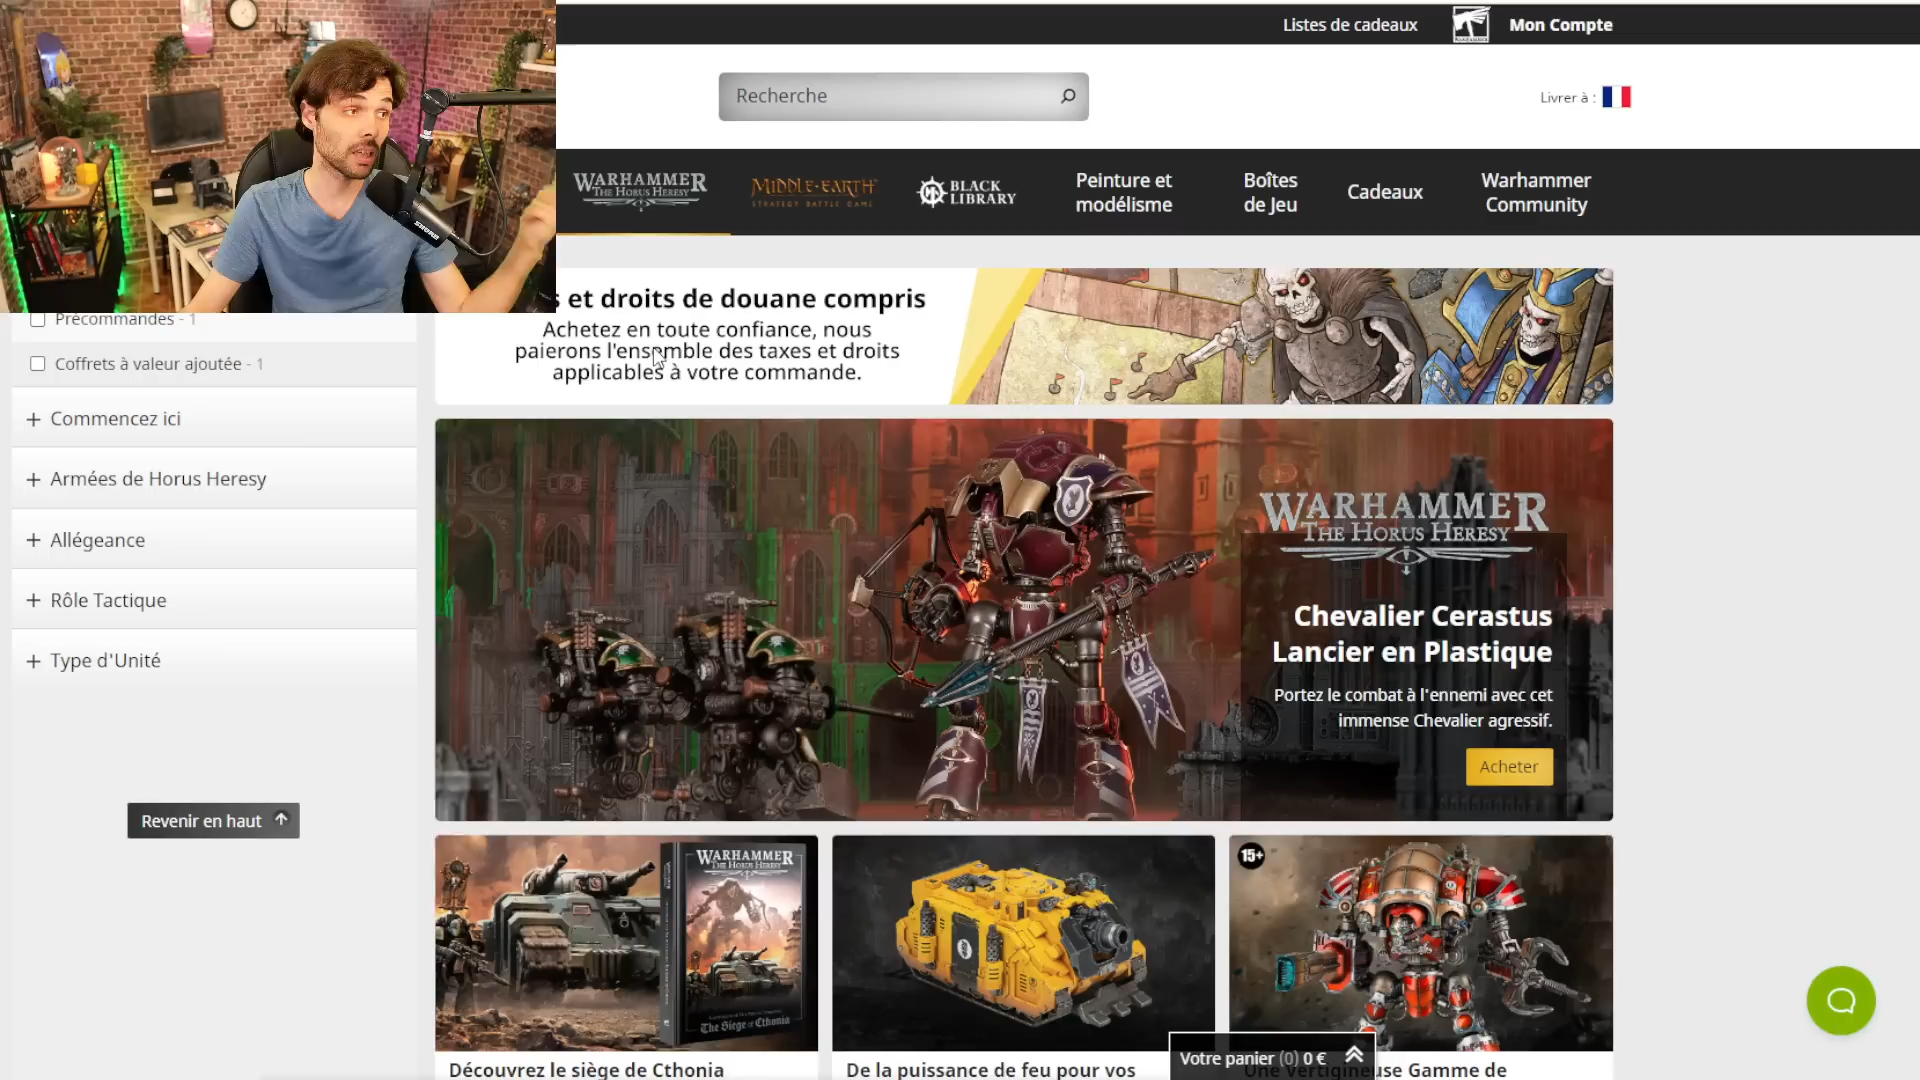 Listes de cadeaux
Mon Compte
Recherche
Livrer à :
WARHAMMER
THE HORUS HERESY
MIDDLE-EARTH
STRATEGY BATTLE GAME
BLACK
LIBRARY
Peinture et
modélisme
Boîtes
de Jeu
Cadeaux
Warhammer
Community
SHURE
s et droits de douane compris
Achetez en toute confiance, nous
paierons l'ensemble des taxes et droits
applicables à votre commande.
Précommandes - 1
Coffrets à valeur ajoutée - 1
+ Commencez ici
+ Armées de Horus Heresy
+ Allégeance
+ Rôle Tactique
+ Type d'Unité
Revenir en haut
WARHAMMER
THE HORUS HERESY
Chevalier Cerastus
Lancier en Plastique
Portez le combat à l'ennemi avec cet
immense Chevalier agressif.
Acheter
WARHAMMER
THE HORUS HERESY
The Siege of Cthonia
15+
Découvrez le siège de Cthonia
De la puissance de feu pour vos
Une Vertigineuse Gamme de
Votre panier (0) 0 €